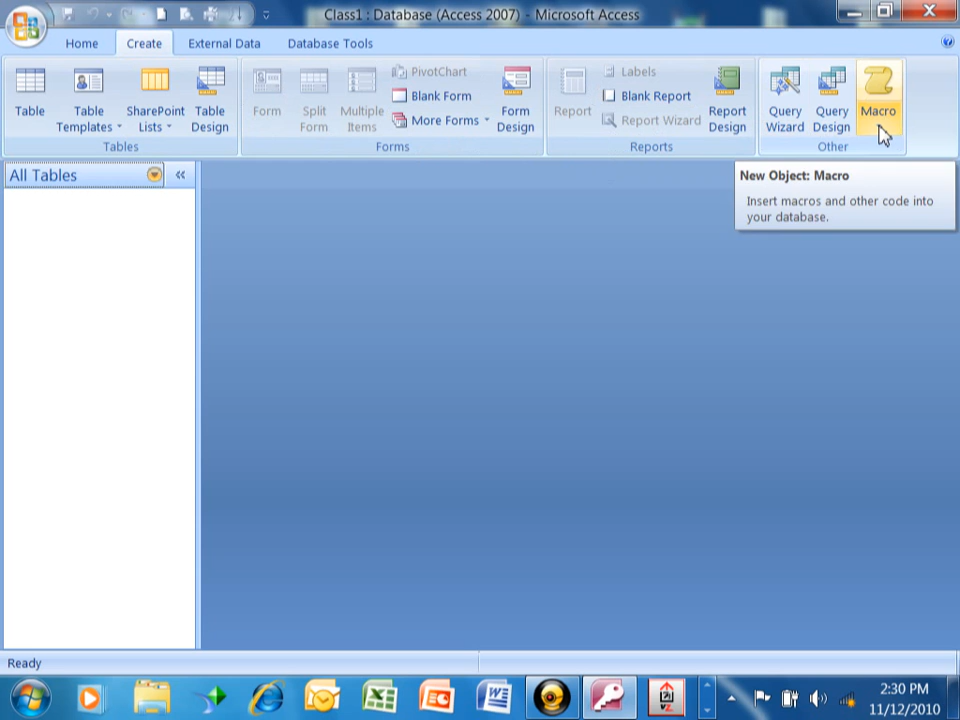 Class1 : Database (Access 2007) - Microsoft Access
Home Create External Data Database Tools
Table
Table Templates
SharePoint Lists
Table Design
Tables
Form
Split Form
Multiple Items
PivotChart
Blank Form
More Forms
Form Design
Forms
Report
Labels
Blank Report
Report Wizard
Report Design
Reports
Query Wizard
Query Design
Macro
Other
All Tables
New Object: Macro
Insert macros and other code into
your database.
Ready
2:30 PM
11/12/2010